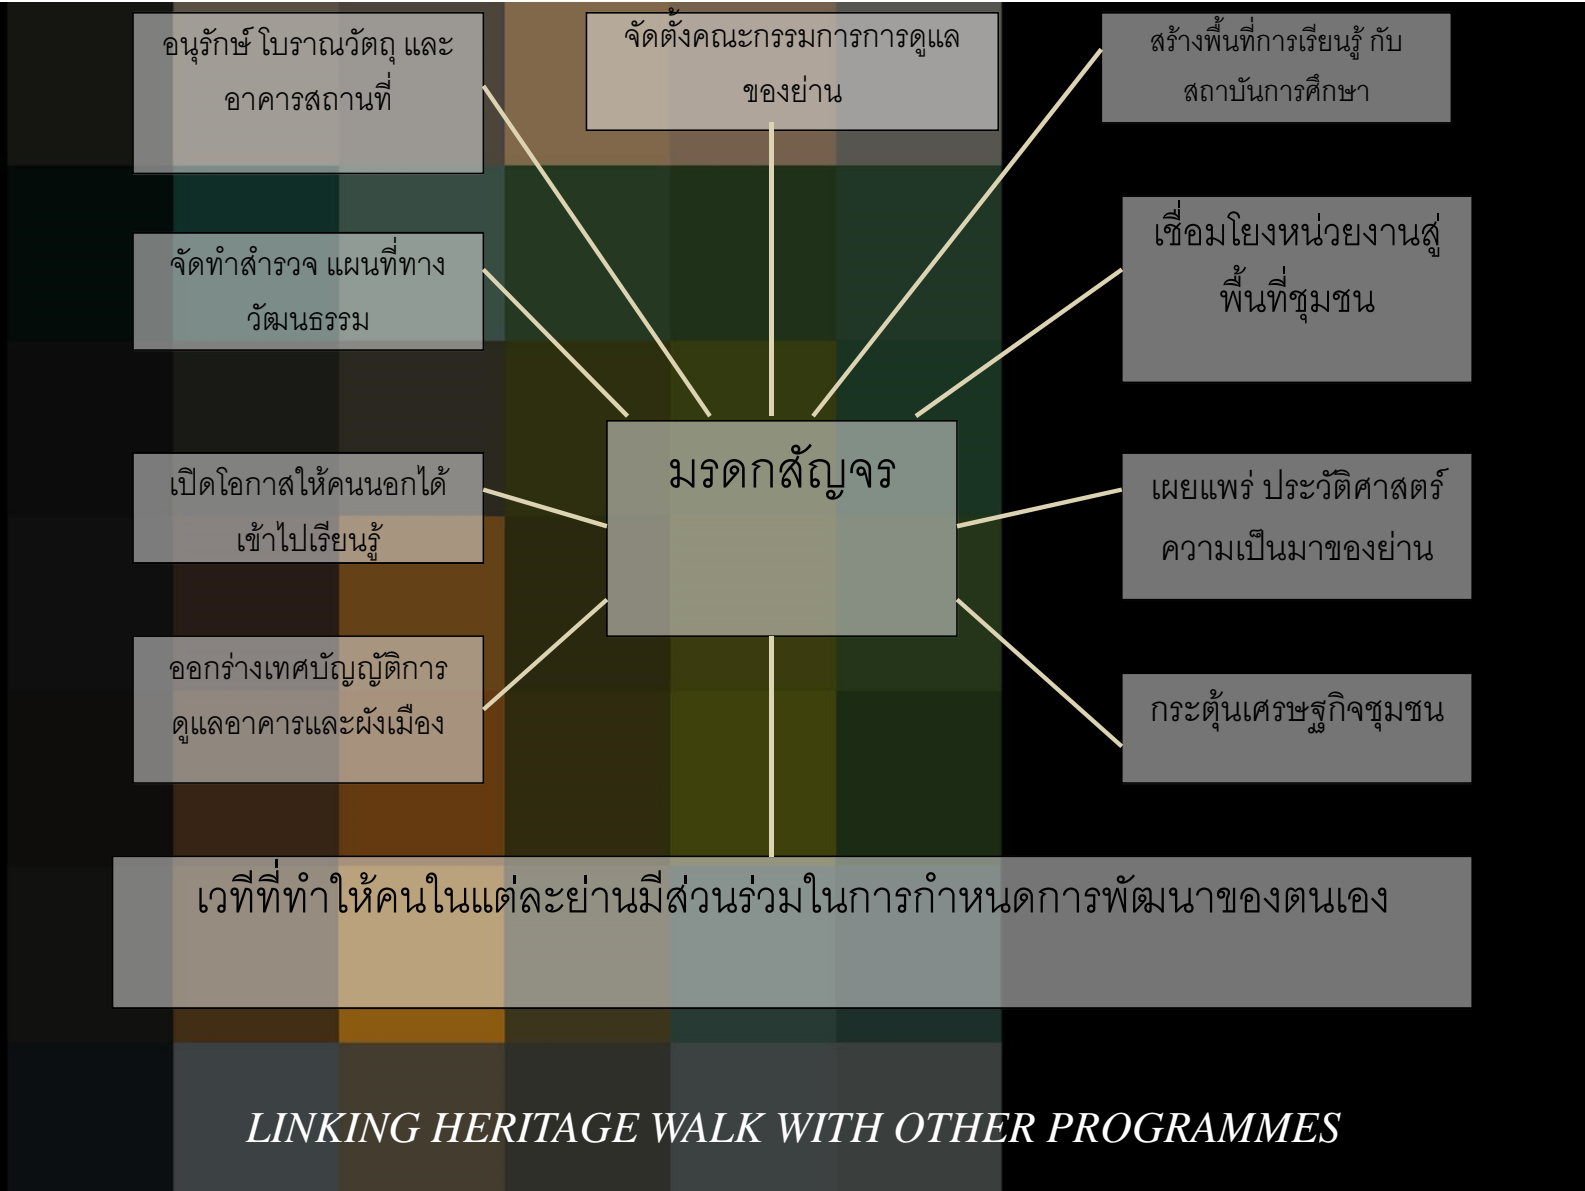 อนุรักษ์ โบราณวัตถุ และ
อาคารสถานที่
จัดตั้งคณะกรรมการการดูแล
ของย่าน
สร้างพื้นที่การเรียนรู้ กับ
สถาบันการศึกษา
จัดทำสำรวจ แผนที่ทาง
วัฒนธรรม
เชื่อมโยงหน่วยงานสู่
พื้นที่ชุมชน
มรดกสัญจร
เปิดโอกาสให้คนนอกได้
เข้าไปเรียนรู้
เผยแพร่ ประวัติศาสตร์
ความเป็นมาของย่าน
ออกร่างเทศบัญญัติการ
ดูแลอาคารและผังเมือง
กระตุ้นเศรษฐกิจชุมชน
เวทีที่ทำให้คนในแต่ละย่านมีส่วนร่วมในการกำหนดการพัฒนาของตนเอง
LINKING HERITAGE WALK WITH OTHER PROGRAMMES